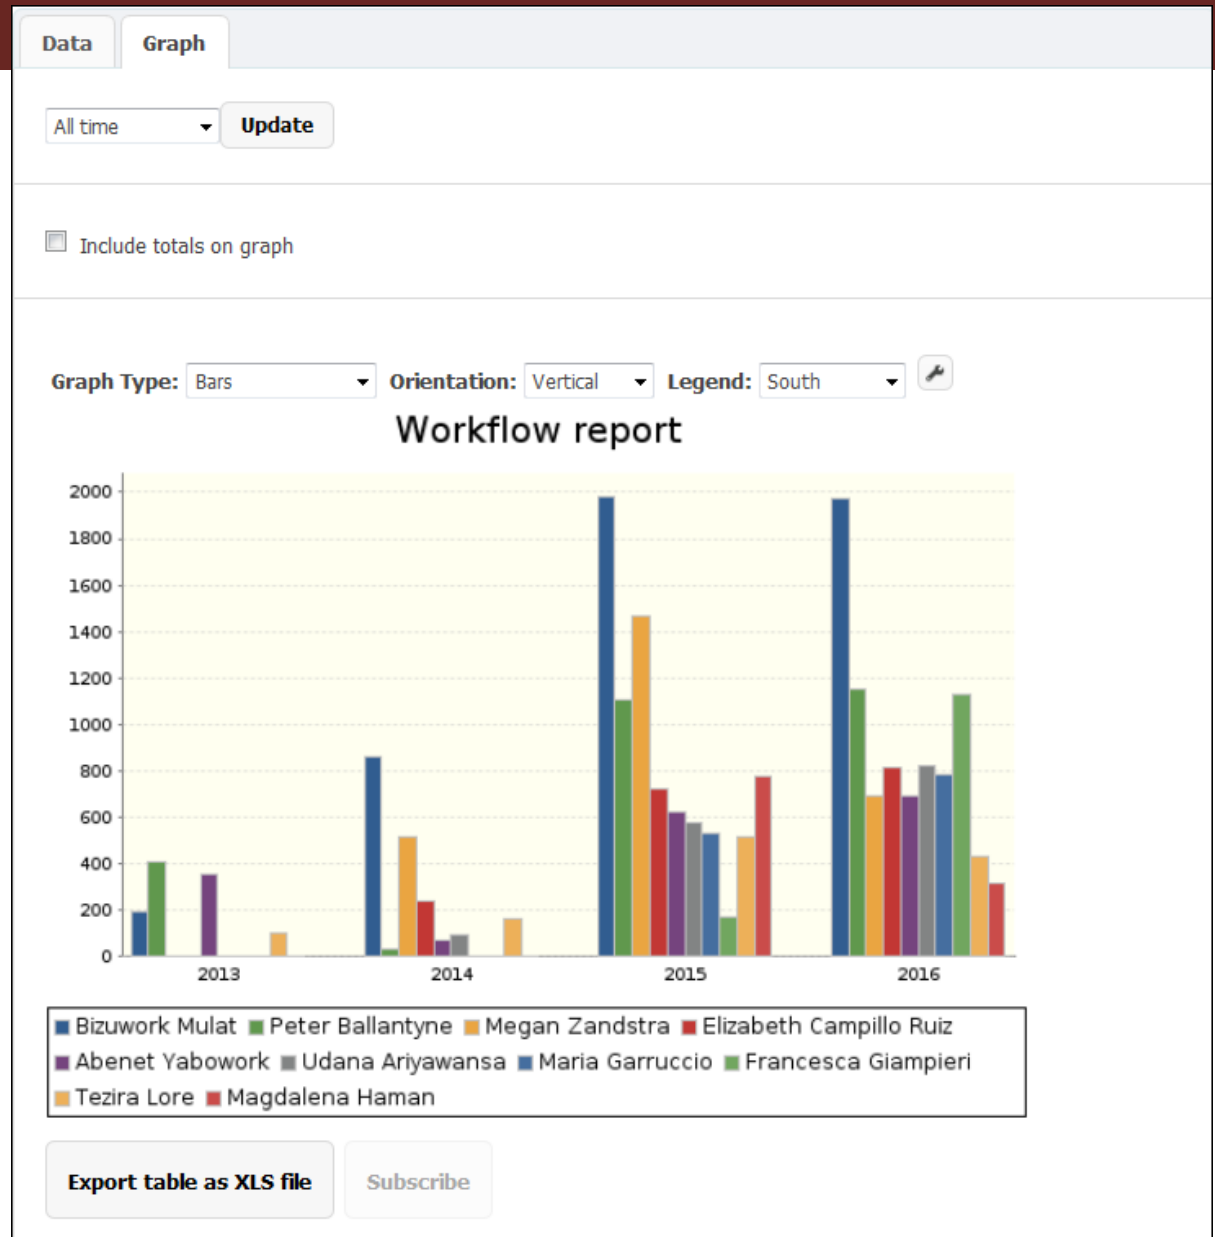 Data Graph
All time Update
Include totals on graph
Graph Type: Bars Orientation: Vertical Legend: South
Workflow report
2000
1800
1600
1400
1200
1000
800
600
400
200
0
2013 2014 2015 2016
Bizuwork Mulat Peter Ballantyne Megan Zandstra Elizabeth Campillo Ruiz
Abenet Yabowork Udana Ariyawansa Maria Garruccio Francesca Giampieri
Tezira Lore Magdalena Haman
Export table as XLS file Subscribe